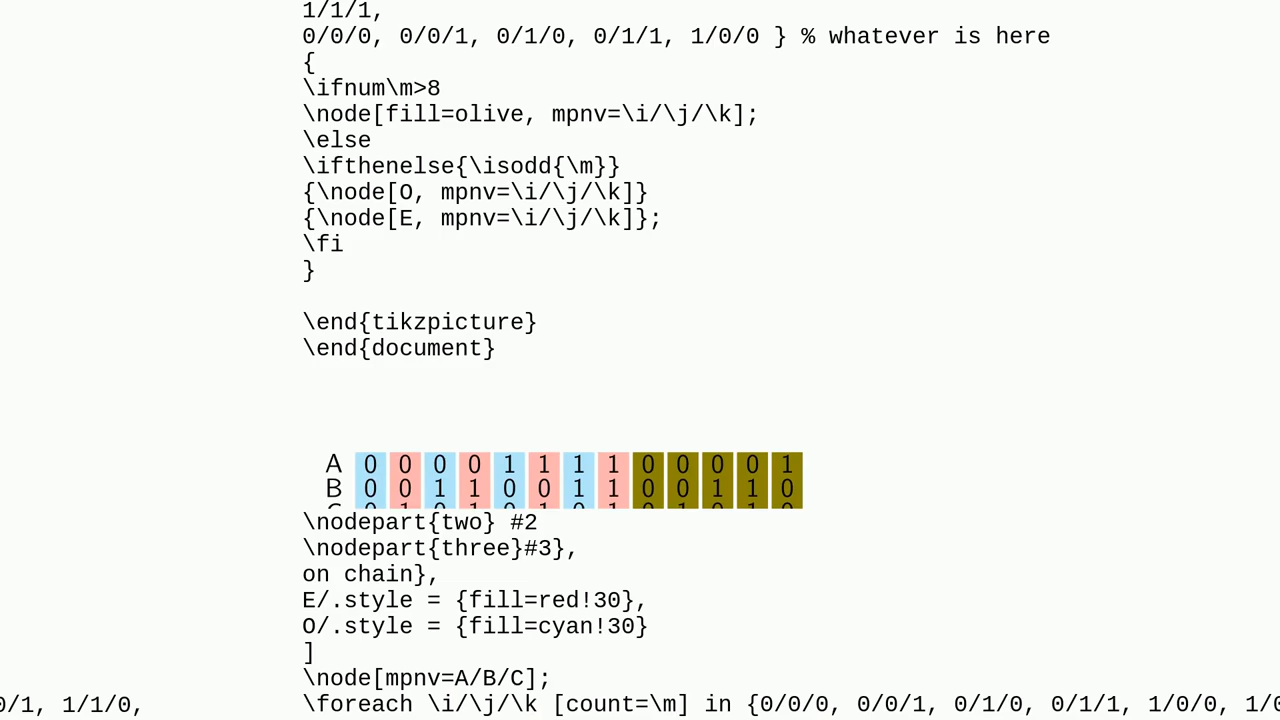 1/1/1,
0/0/0, 0/0/1, 0/1/0, 0/1/1, 1/0/0 } % whatever is here
{
\ifnum\m>8
\node[fill=olive, mpnv=\i/\j/\k];
\else
\ifthenelse{\isodd{\m}}
{\node[O, mpnv=\i/\j/\k]}
{\node[E, mpnv=\i/\j/\k]};
\fi
}
\end{tikzpicture}
\end{document}
A 0 0 0 0 1 1 1 1 0 0 0 0 1
B 0 0 1 1 0 0 1 1 0 0 1 1 0
\nodepart{two} #2
\nodepart{three}#3},
on chain},
E/.style = {fill=red!30},
O/.style = {fill=cyan!30}
]
\node[mpnv=A/B/C];
0/1, 1/1/0, \foreach \i/\j/\k [count=\m] in {0/0/0, 0/0/1, 0/1/0, 0/1/1, 1/0/0, 1/0